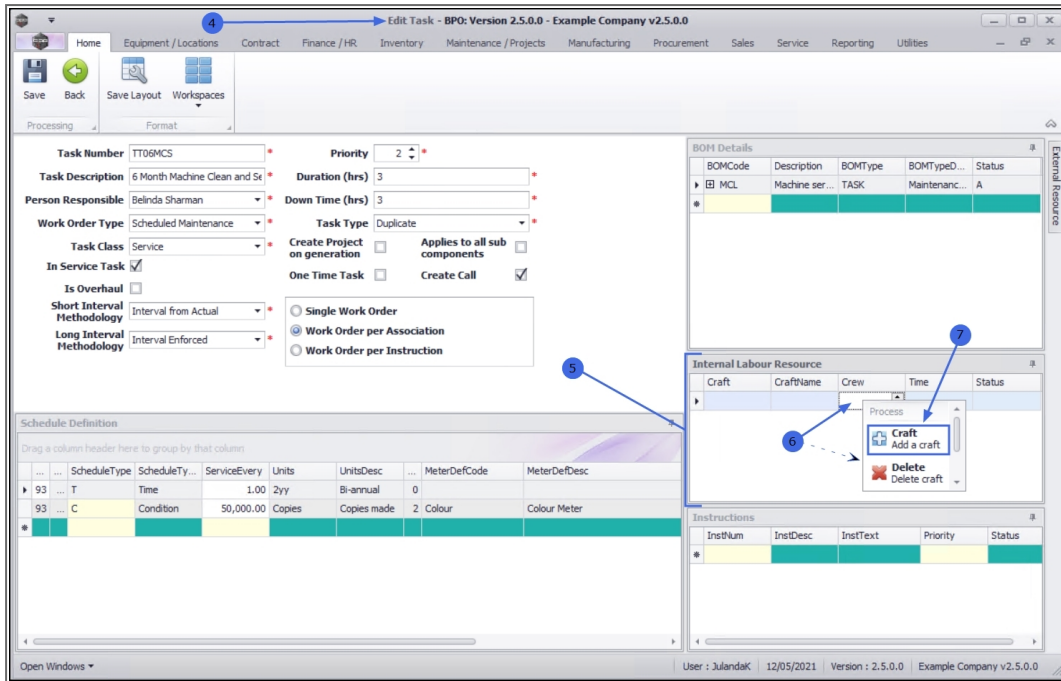 4
Edit Task - BPO: Version 2.5.0.0 - Example Company v2.5.0.0
Home Equipment / Locations Contract Finance / HR Inventory Maintenance / Projects Manufacturing Procurement Sales Service Reporting Utilities
Save Back Save Layout Workspaces
Processing Format
Task Number TT06MCS *
Task Description 6 Month Machine Clean and Se *
Person Responsible Belinda Sharman *
Work Order Type Scheduled Maintenance *
Task Class Service *
In Service Task
Is Overhaul
Short Interval
Methodology Interval from Actual *
Long Interval
Methodology Interval Enforced *
Priority 2 *
Duration (hrs) 3 *
Down Time (hrs) 3 *
Task Type Duplicate *
Create Project
on generation
Applies to all sub
components
One Time Task Create Call
Single Work Order
Work Order per Association
Work Order per Instruction
BOM Details
BOMCode Description BOMType BOMTypeD... Status
MCL Machine ser... TASK Maintenanc... A
External Resource
7
5
Internal Labour Resource
Craft CraftName Crew Time Status
6
Process
Craft
Add a craft
Delete
Delete craft
Schedule Definition
Drag a column header here to group by that column
... ... ScheduleType ScheduleTy... ServiceEvery Units UnitsDesc ... MeterDefCode MeterDefDesc
93 ... T Time 1.00 2yy Bi-annual 0
93 ... C Condition 50,000.00 Copies Copies made 2 Colour Colour Meter
Instructions
InstNum InstDesc InstText Priority Status
Open Windows
User : JulandaK 12/05/2021 Version : 2.5.0.0 Example Company v2.5.0.0